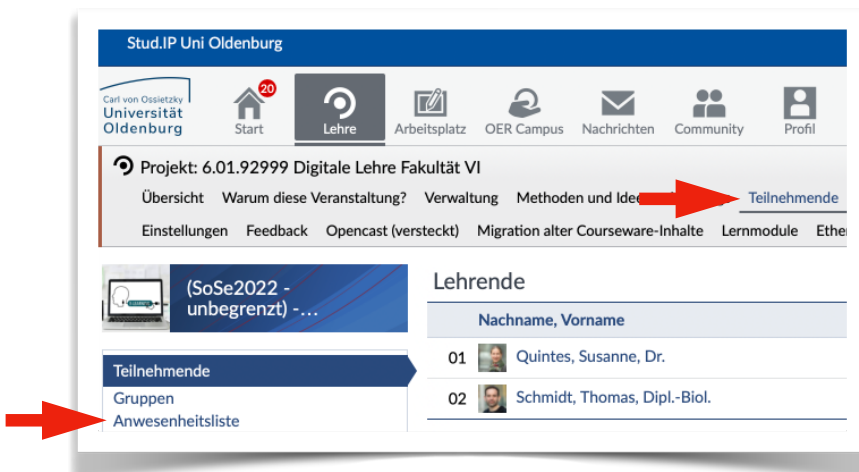 Stud.IP Uni Oldenburg
Carl von Ossietzky
Universität
Oldenburg
20
Start
Lehre
Arbeitsplatz
OER Campus
Nachrichten
Community
Profil
Projekt: 6.01.92999 Digitale Lehre Fakultät VI
Übersicht Warum diese Veranstaltung? Verwaltung Methoden und Teilnehmende
Einstellungen Feedback Opencast (versteckt) Migration alter Courseware-Inhalte Lernmodule
(SoSe2022 -
unbegrenzt) -...
Teilnehmende
Gruppen
Anwesenheitsliste
Lehrende
Nachname, Vorname
01 Quintes, Susanne, Dr.
02 Schmidt, Thomas, Dipl.-Biol.